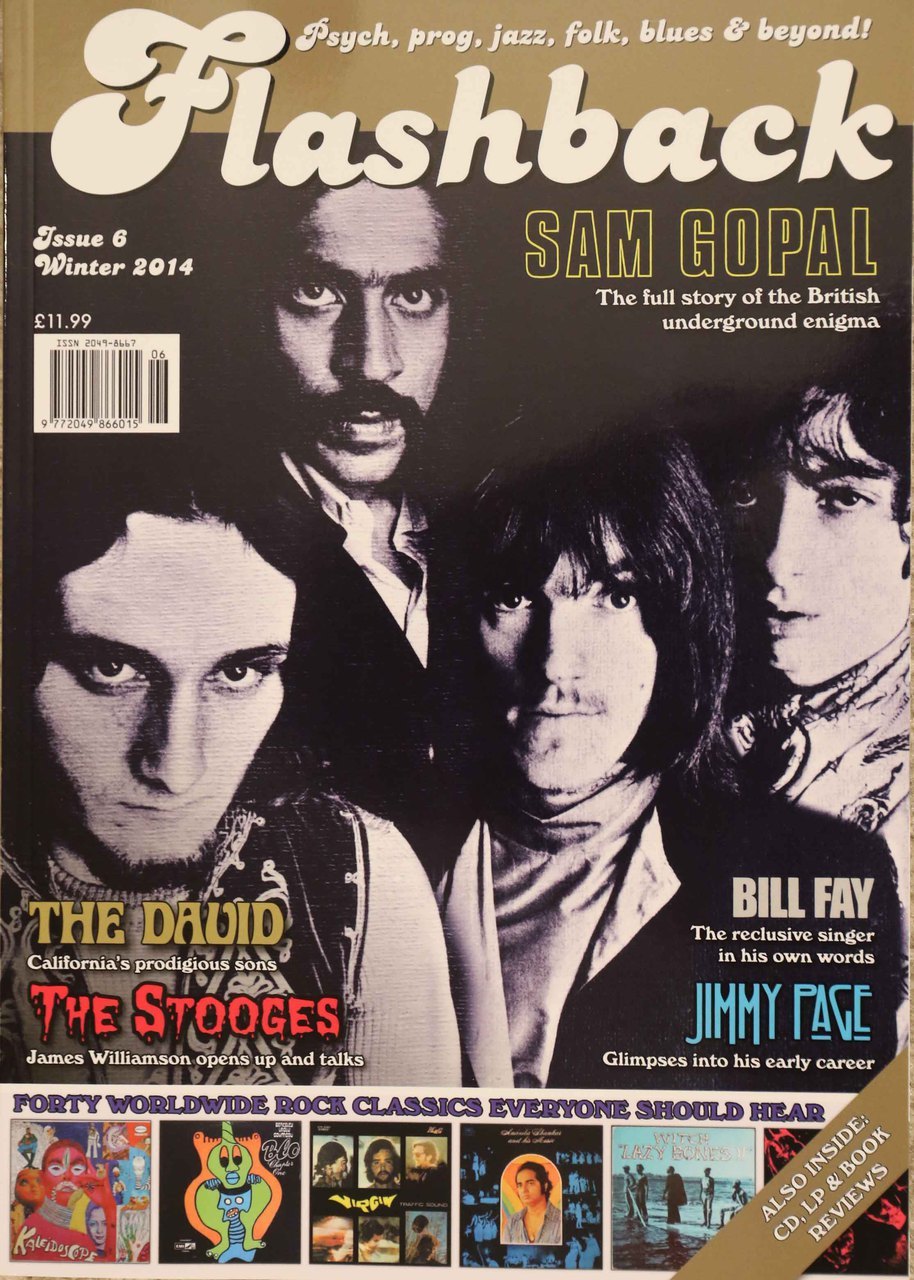 Psych, prog, jazz, folk, blues & beyond!
Flashback
Issue 6
Winter 2014
£11.99
ISSN 2049-8667
06
9 772049 866015
SAM GOPAL
The full story of the British
underground enigma
THE DAVID
California's prodigious sons
THE STOOGES
James Williamson opens up and talks
BILL FAY
The reclusive singer
in his own words
JIMMY PAGE
Glimpses into his early career
FORTY WORLDWIDE ROCK CLASSICS EVERYONE SHOULD HEAR
KALEIDOSCOPE
BLO
Chapter
One
EMI
VIRGIN
TRAFFIC SOUND
Ananda Shankar
and his Music
WITCH
"LAZY BONES!!"
ALSO INSIDE:
CD, LP & BOOK
REVIEWS